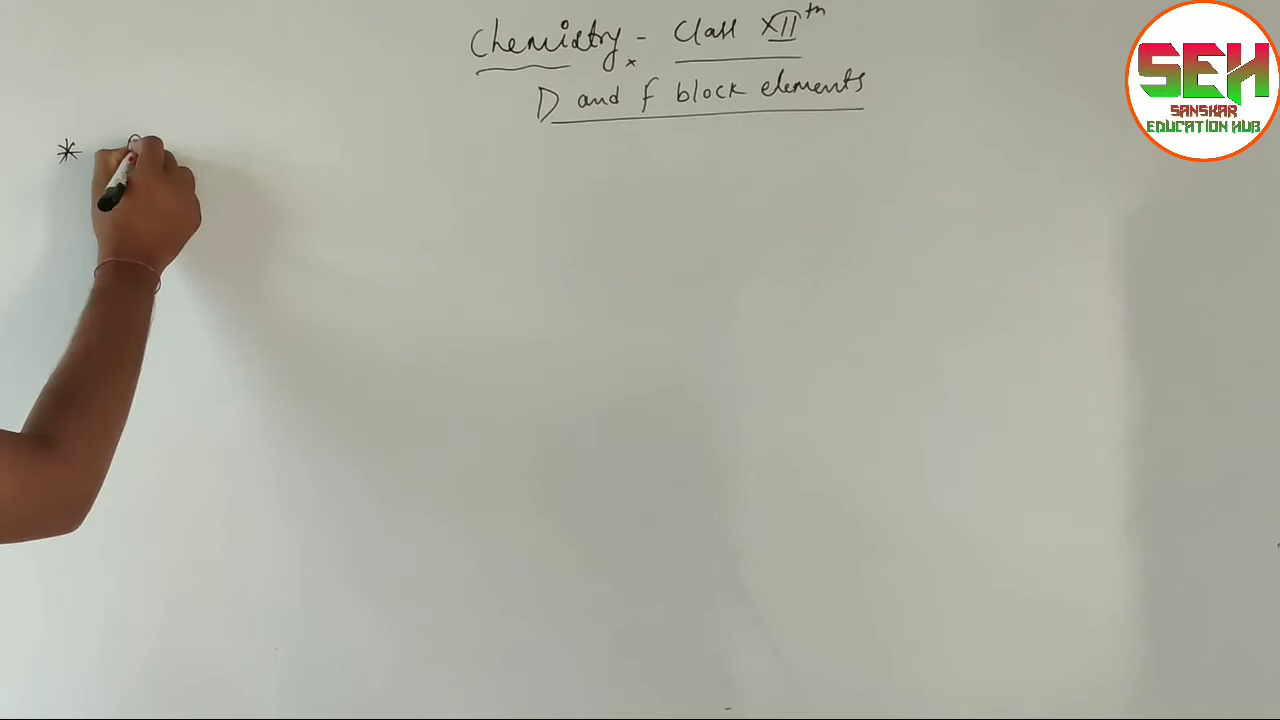 Chemistry - Class XIIth
D and f block elements
*
SEH
SANSKAR
EDUCATION HUB